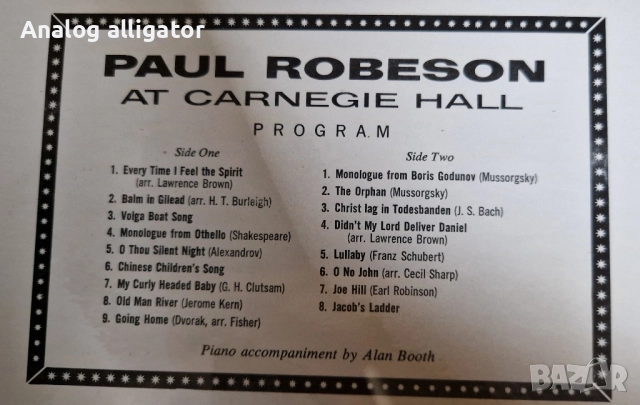 Analog alligator
PAUL ROBESON
AT CARNEGIE HALL
PROGRAM
Side One
1. Every Time I Feel the Spirit
(arr. Lawrence Brown)
2. Balm in Gilead (arr. H. T. Burleigh)
3. Volga Boat Song
4. Monologue from Othello (Shakespeare)
5. O Thou Silent Night (Alexandrov)
6. Chinese Children's Song
7. My Curly Headed Baby (G. H. Clutsam)
8. Old Man River (Jerome Kern)
9. Going Home (Dvorak, arr. Fisher)
Side Two
1. Monologue from Boris Godunov (Mussorgsky)
2. The Orphan (Mussorgsky)
3. Christ lag in Todesbanden (J. S. Bach)
4. Didn't My Lord Deliver Daniel
(arr. Lawrence Brown)
5. Lullaby (Franz Schubert)
6. O No John (arr. Cecil Sharp)
7. Joe Hill (Earl Robinson)
8. Jacob's Ladder
Piano accompaniment by Alan Booth
BAZAR